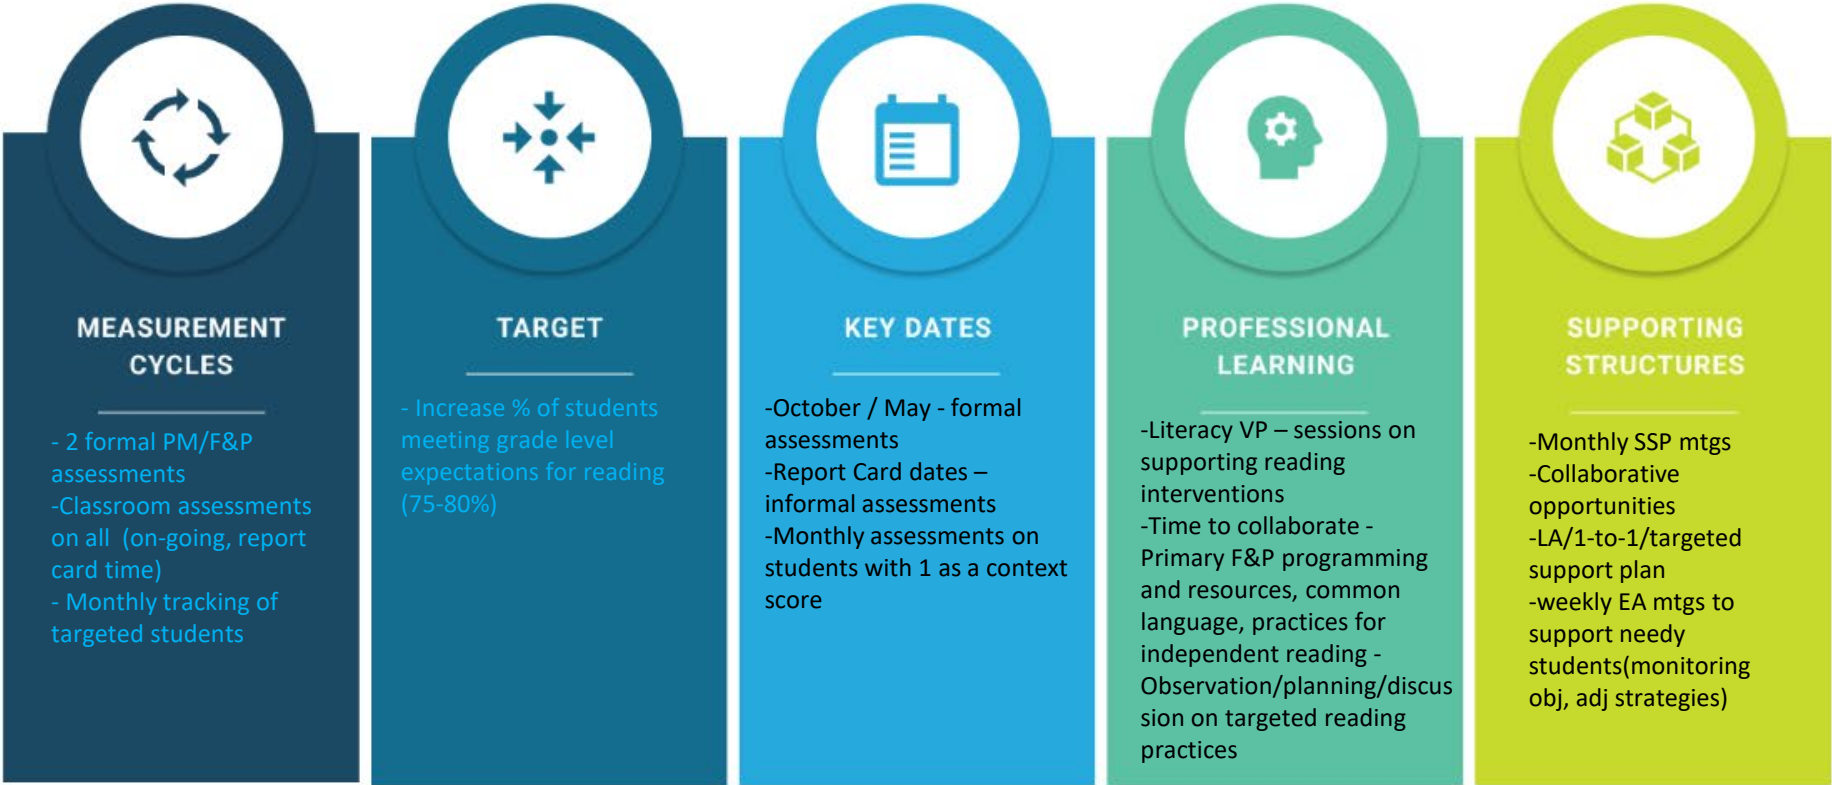 MEASUREMENT
CYCLES
- 2 formal PM/F&P
assessments
-Classroom assessments
on all  (on-going, report
card time)
- Monthly tracking of
targeted students
TARGET
- Increase % of students
meeting grade level
expectations for reading
(75-80%)
KEY DATES
-October / May - formal
assessments
-Report Card dates –
informal assessments
-Monthly assessments on
students with 1 as a context
score
PROFESSIONAL
LEARNING
-Literacy VP – sessions on
supporting reading
interventions
-Time to collaborate -
Primary F&P programming
and resources, common
language, practices for
independent reading -
Observation/planning/discus
sion on targeted reading
practices
SUPPORTING
STRUCTURES
-Monthly SSP mtgs
-Collaborative
opportunities
-LA/1-to-1/targeted
support plan
-weekly EA mtgs to
support needy
students(monitoring
obj, adj strategies)